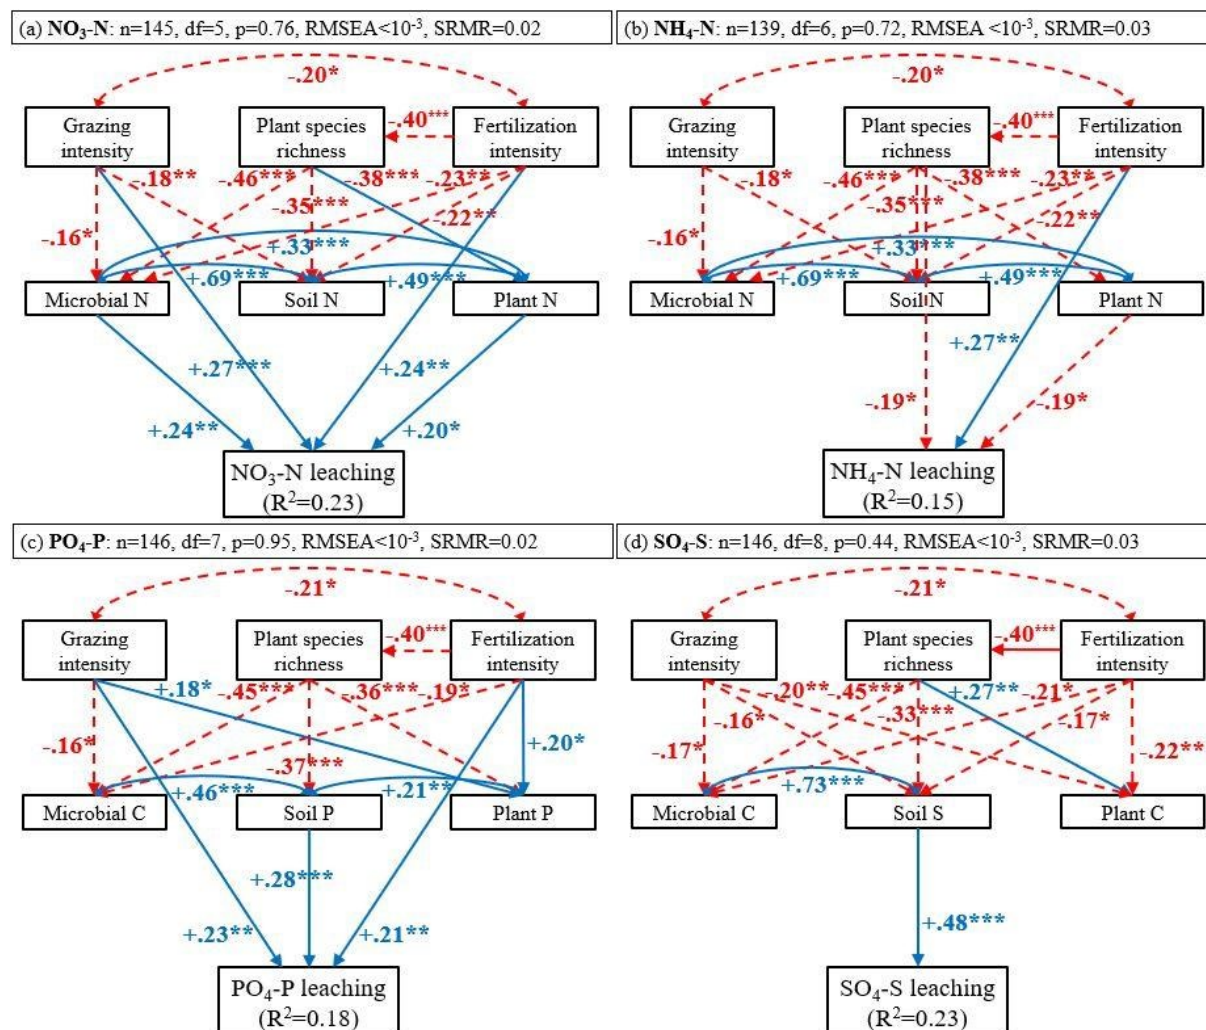 (a) NO₃-N: n=145, df=5, p=0.76, RMSEA<10⁻³, SRMR=0.02
-.20*
Grazing
intensity
Plant species
richness
-.40***
Fertilization
intensity
-.18**
-.46***
-.38***
-.23**
-.35***
-.22**
-.16*
+.33***
+.69***
+.49***
Microbial N
Soil N
Plant N
+.27***
+.24**
+.24**
+.20*
NO₃-N leaching
(R²=0.23)
(b) NH₄-N: n=139, df=6, p=0.72, RMSEA <10⁻³, SRMR=0.03
-.20*
Grazing
intensity
Plant species
richness
-.40***
Fertilization
intensity
-.18*
-.46***
-.38***
-.23**
-.35***
-.22**
-.16*
+.33***
+.69***
+.49***
Microbial N
Soil N
Plant N
+.27**
-.19*
-.19*
NH₄-N leaching
(R²=0.15)
(c) PO₄-P: n=146, df=7, p=0.95, RMSEA<10⁻³, SRMR=0.02
-.21*
Grazing
intensity
Plant species
richness
-.40***
Fertilization
intensity
+.18*
-.45***
-.36***
-.19*
-.16*
+.20*
-.37***
+.46***
+.21**
Microbial C
Soil P
Plant P
+.28***
+.23**
+.21**
PO₄-P leaching
(R²=0.18)
(d) SO₄-S: n=146, df=8, p=0.44, RMSEA<10⁻³, SRMR=0.03
-.21*
Grazing
intensity
Plant species
richness
-.40***
Fertilization
intensity
-.20**
-.45***
+.27**
-.21*
-.16*
-.33***
-.17*
-.17*
-.22**
+.73***
Microbial C
Soil S
Plant C
+.48***
SO₄-S leaching
(R²=0.23)